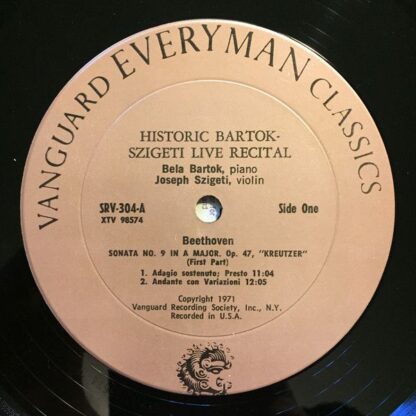 VANGUARD EVERYMAN CLASSICS
HISTORIC BARTOK-
SZIGETI LIVE RECITAL
Bela Bartok, piano
Joseph Szigeti, violin
SRV-304-A
XTV 98574
Side One
Beethoven
SONATA NO. 9 IN A MAJOR, Op. 47, "KREUTZER"
(First Part)
1. Adagio sostenuto; Presto 11:04
2. Andante con Variazioni 12:05
Copyright 1971
Vanguard Recording Society, Inc., N.Y.
Recorded in U.S.A.